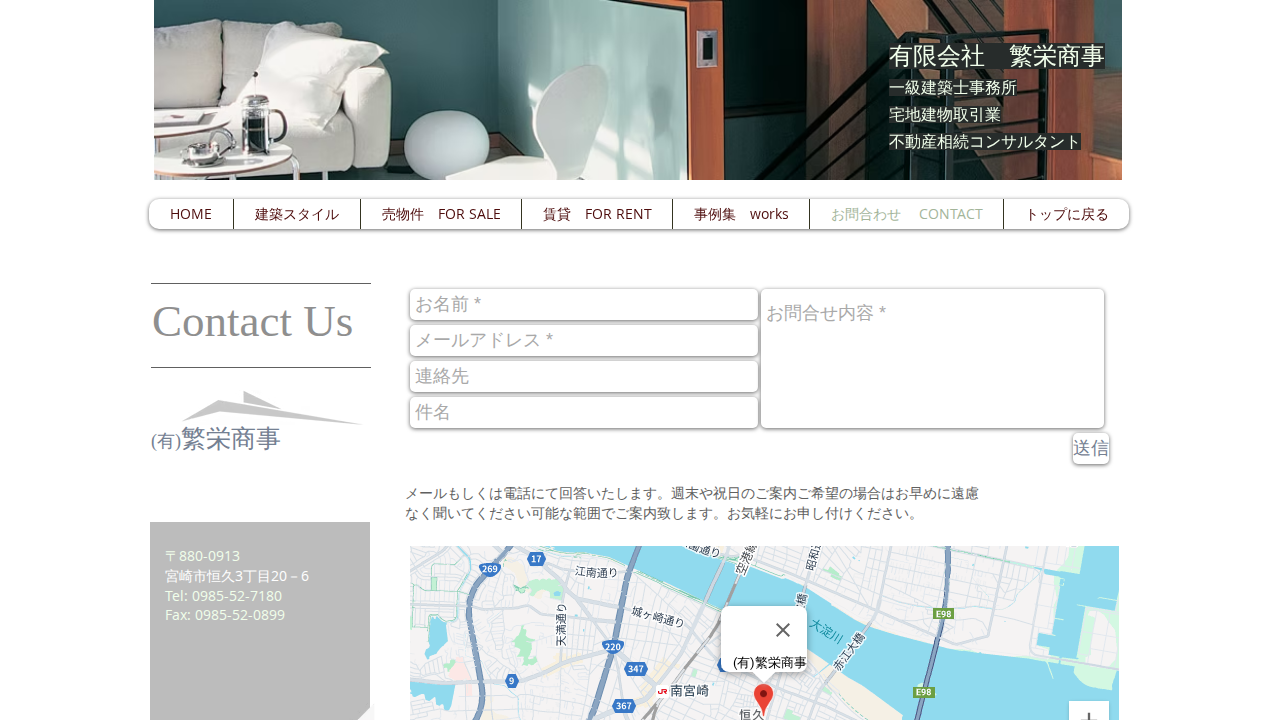 有限会社　繁栄商事
一級建築士事務所
宅地建物取引業
不動産相続コンサルタント
HOME
建築スタイル
売物件　FOR SALE
賃貸　FOR RENT
事例集　works
お問合わせ　CONTACT
トップに戻る
Contact Us
(有)繁栄商事
お名前 *
メールアドレス *
連絡先
件名
お問合せ内容 *
送信
メールもしくは電話にて回答いたします。週末や祝日のご案内ご希望の場合はお早めに遠慮
なく聞いてください可能な範囲でご案内致します。お気軽にお申し付けください。
〒880-0913
宮崎市恒久3丁目20－6
Tel: 0985-52-7180
Fax: 0985-52-0899
17
269
江南通り
天満通り
城ヶ崎通り
空港線
昭和
大淀川
赤江大橋
E98
220
347
9
367
E98
JR 南宮崎
(有)繁栄商事
恒久